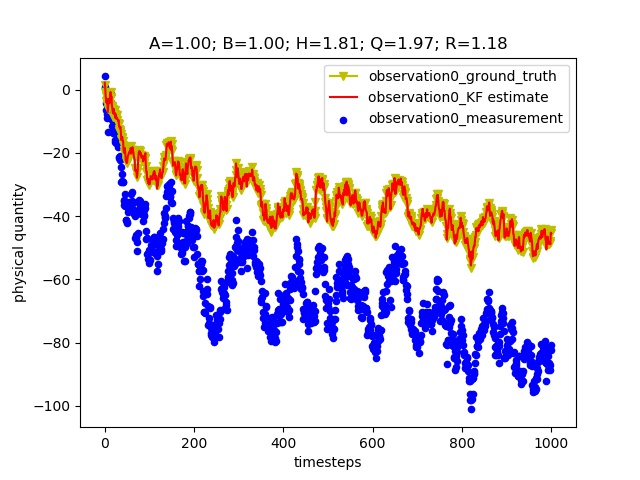 A=1.00; B=1.00; H=1.81; Q=1.97; R=1.18
observation0_ground_truth
observation0_KF estimate
observation0_measurement
physical quantity
0
−20
−40
−60
−80
−100
0 200 400 600 800 1000
timesteps